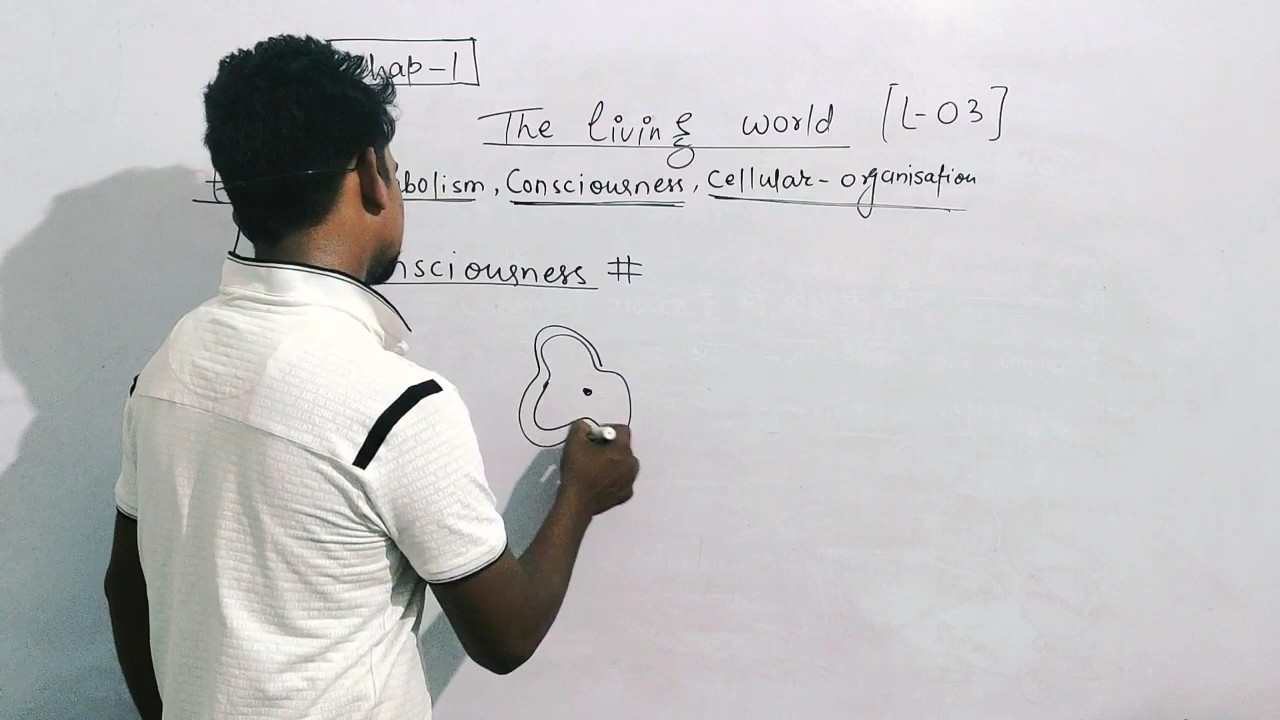 Chap-1
The living world [L-03]
bolism, Consciousness, Cellular-organisation
nsciousness #